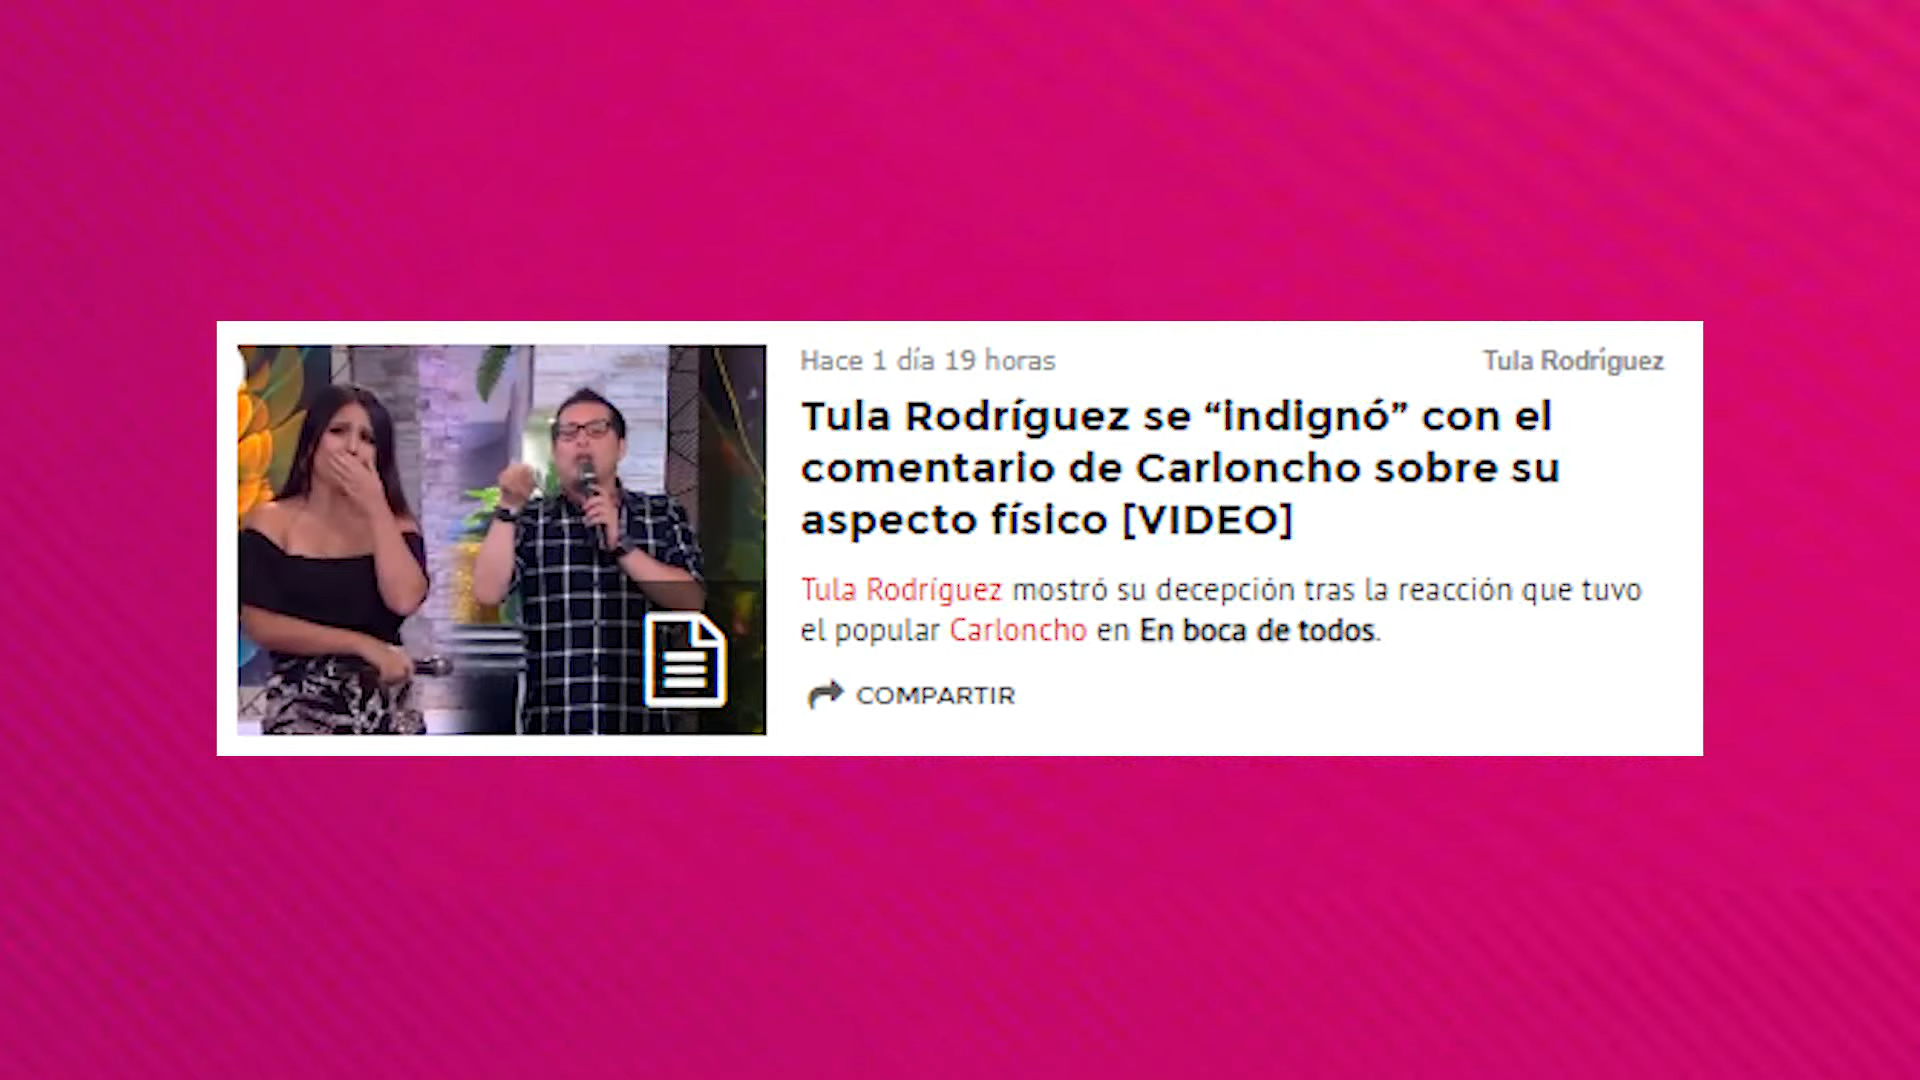 Hace 1 día 19 horas
Tula Rodríguez
Tula Rodríguez se “indignó” con el
comentario de Carloncho sobre su
aspecto físico [VIDEO]
Tula Rodríguez mostró su decepción tras la reacción que tuvo
el popular Carloncho en En boca de todos.
COMPARTIR